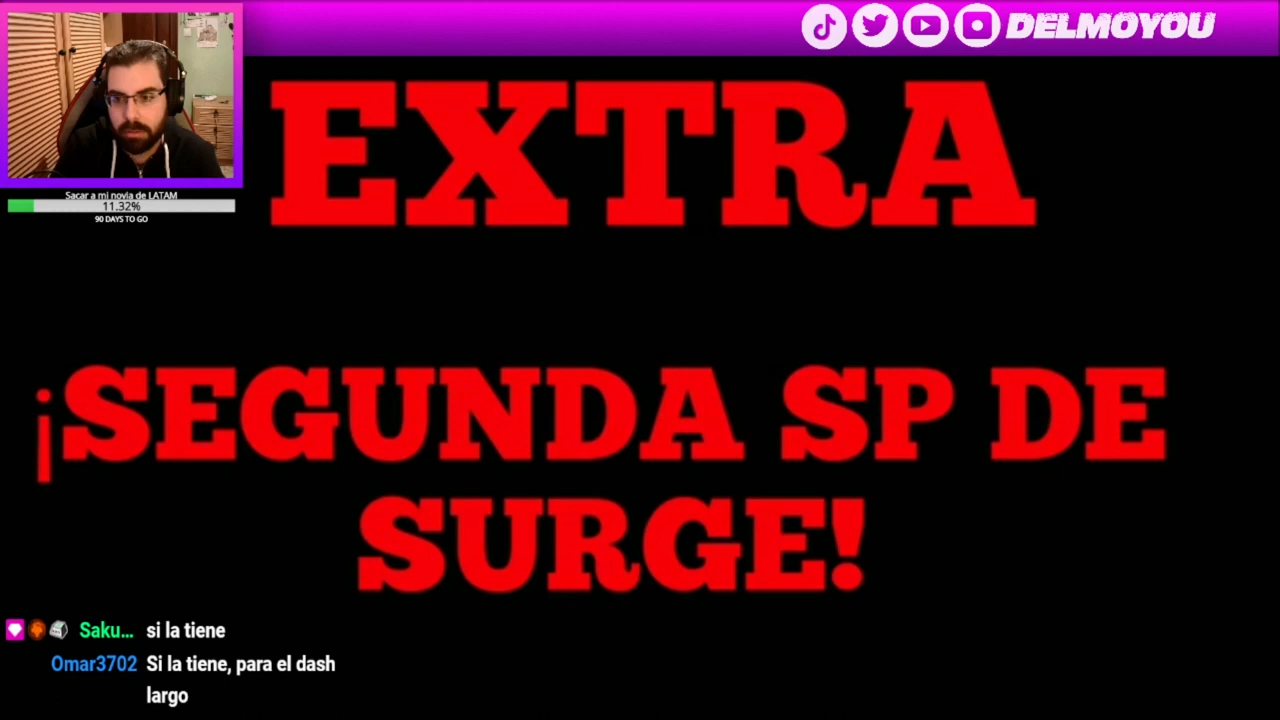 DELMOYOU
Sacar a mi novia de LATAM
11.32%
90 DAYS TO GO
EXTRA
¡SEGUNDA SP DE
SURGE!
Saku... si la tiene
Omar3702 Si la tiene, para el dash
largo